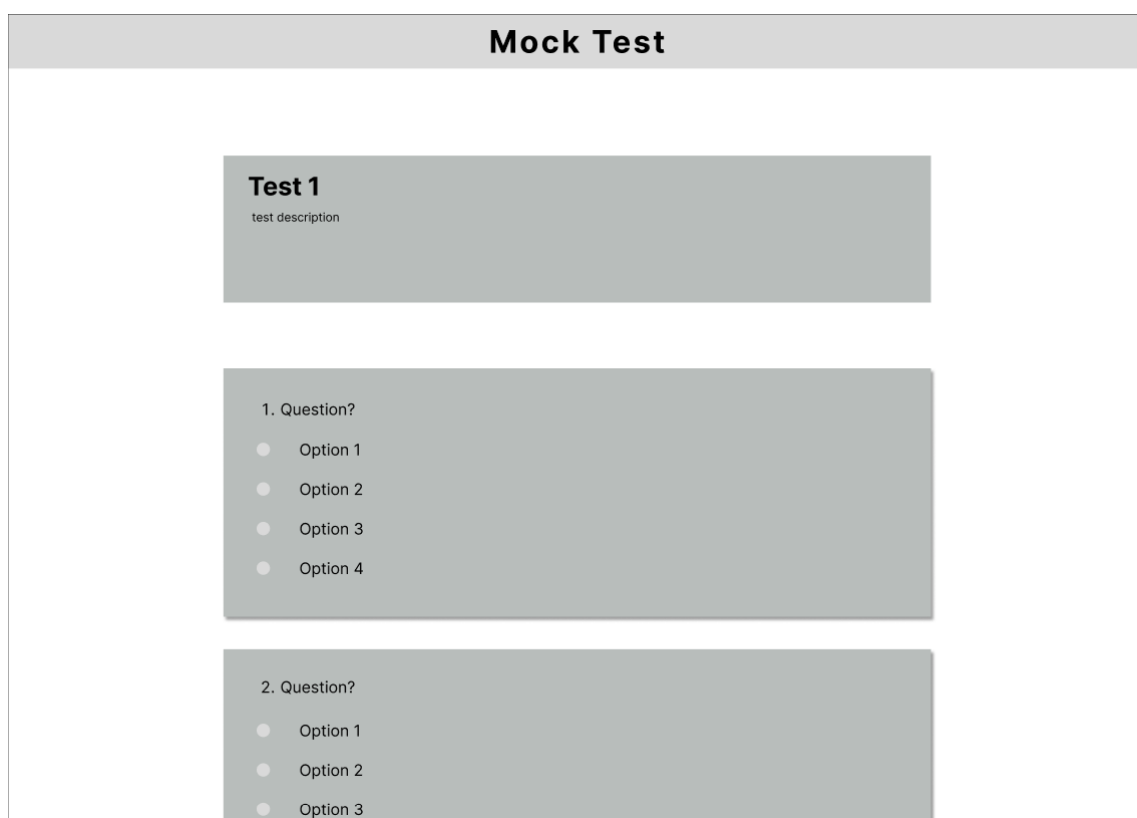 Mock Test
Test 1
test description
1. Question?
Option 1
Option 2
Option 3
Option 4
2. Question?
Option 1
Option 2
Option 3